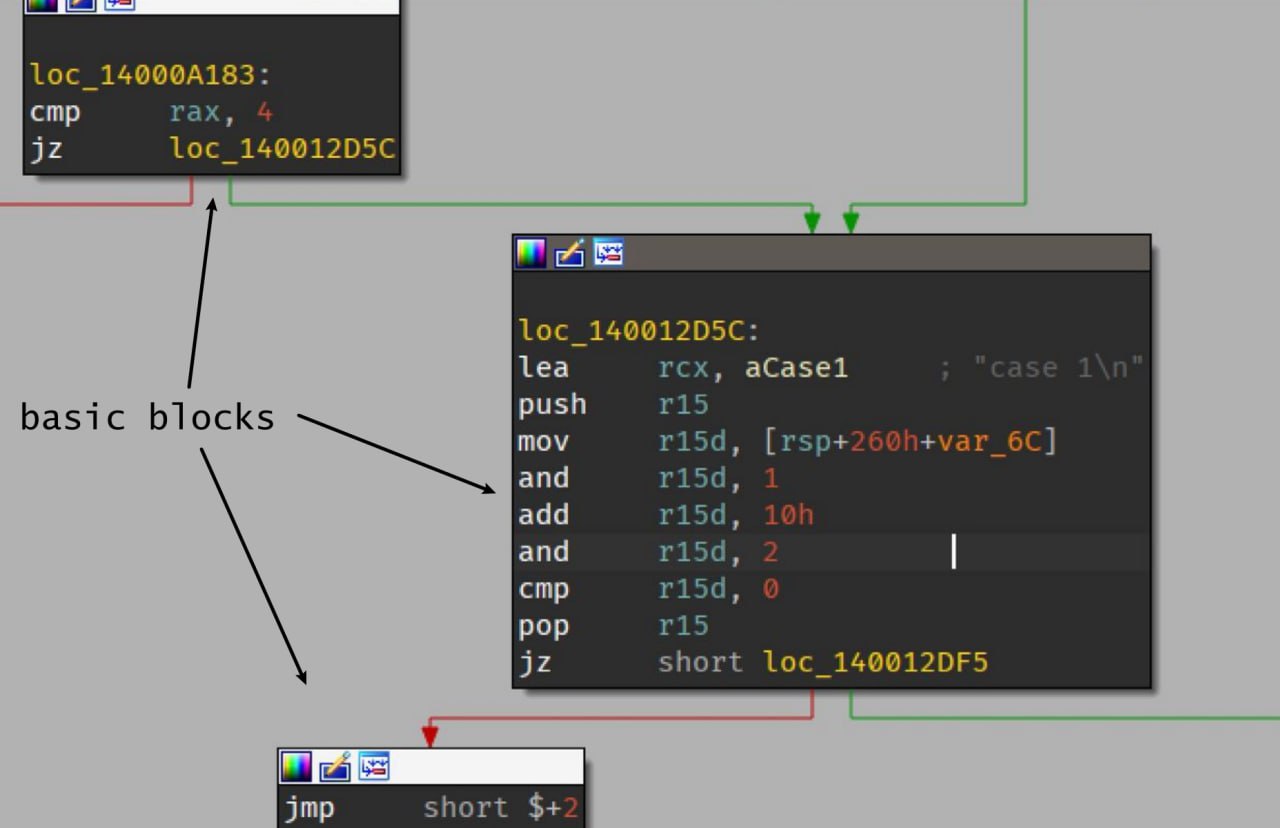 loc_14000A183:
cmp rax, 4
jz loc_140012D5C
loc_140012D5C:
lea rcx, aCase1 ; "case 1\n"
push r15
mov r15d, [rsp+260h+var_6C]
and r15d, 1
add r15d, 10h
and r15d, 2
cmp r15d, 0
pop r15
jz short loc_140012DF5
basic blocks
jmp short $+2